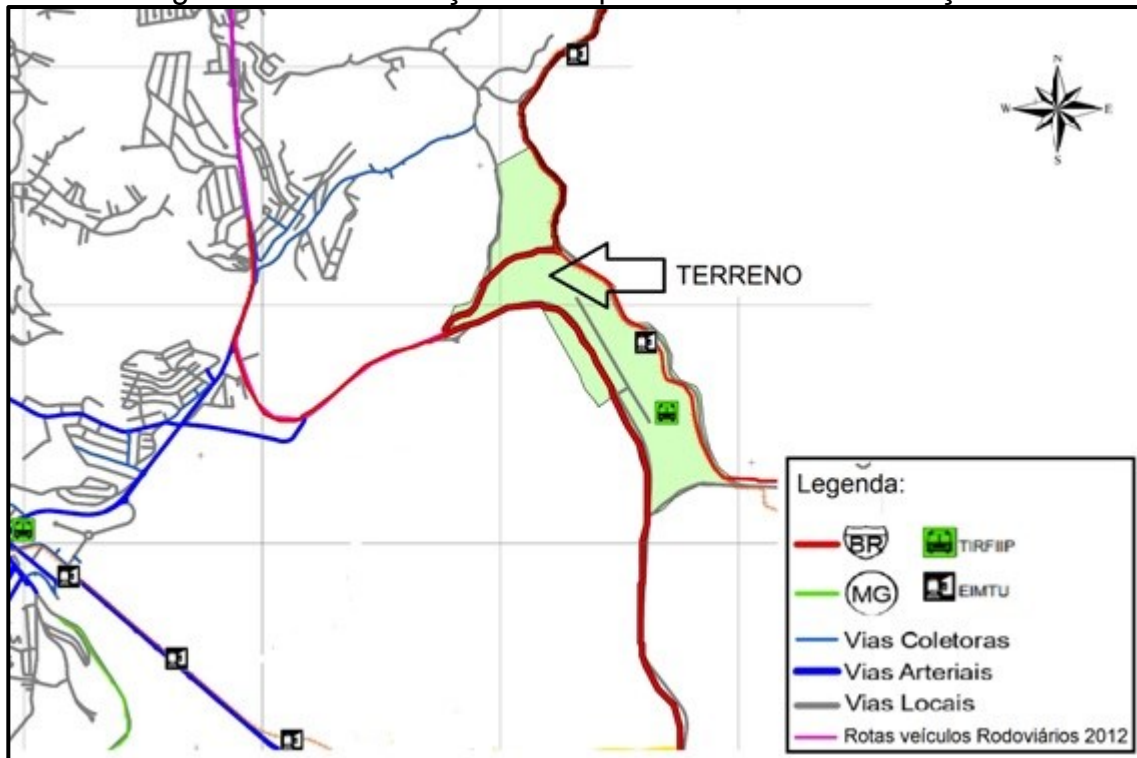 N
W E
S
TERRENO
Legenda:
BR TIRFIIP
MG EIMTU
Vias Coletoras
Vias Arteriais
Vias Locais
Rotas veículos Rodoviários 2012